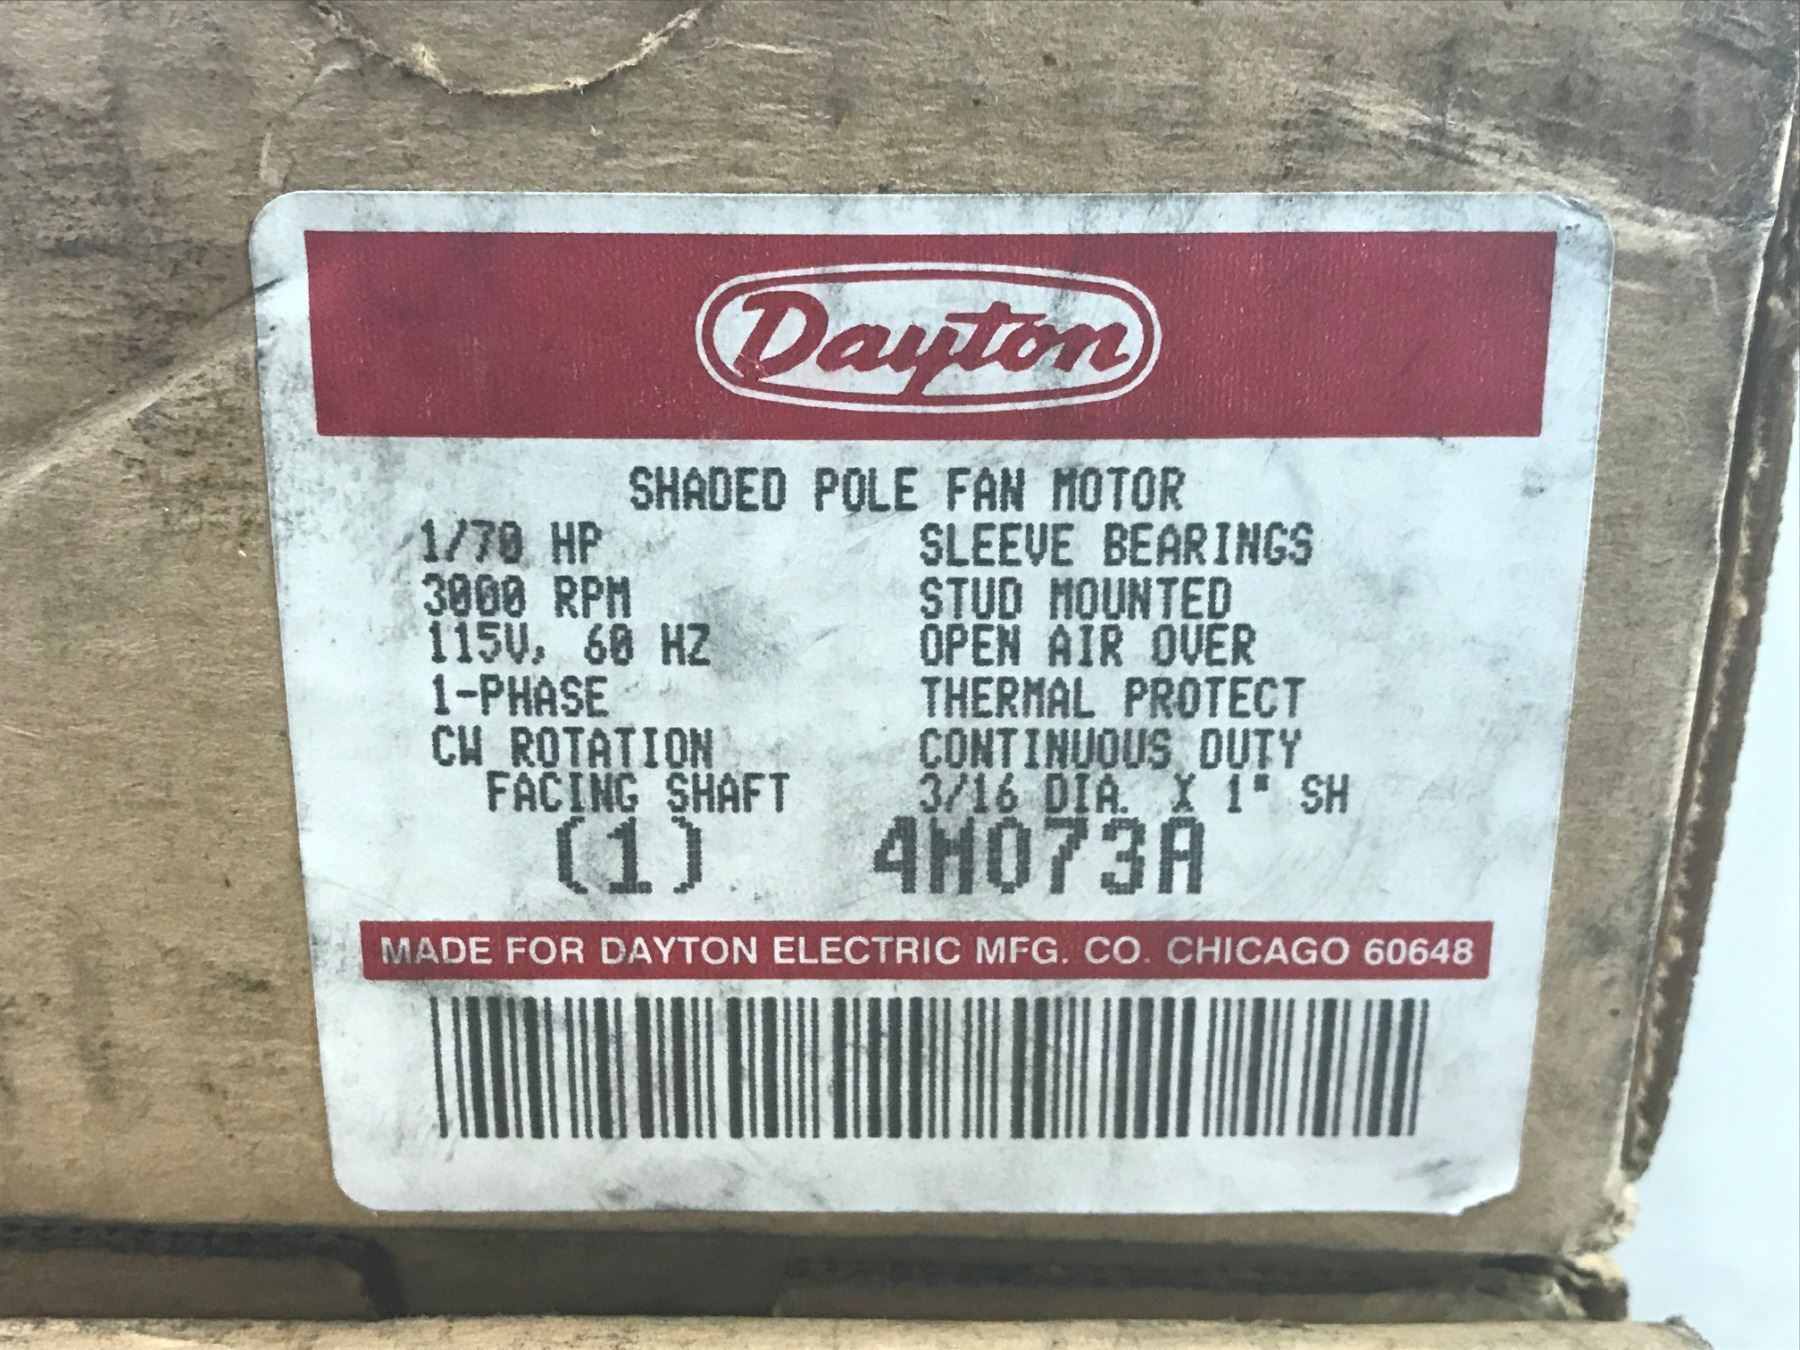 Dayton
SHADED POLE FAN MOTOR
1/70 HP SLEEVE BEARINGS
3000 RPM STUD MOUNTED
115V, 60 HZ OPEN AIR OVER
1-PHASE THERMAL PROTECT
CW ROTATION CONTINUOUS DUTY
FACING SHAFT 3/16 DIA. X 1" SH
(1) 4M073A
MADE FOR DAYTON ELECTRIC MFG. CO. CHICAGO 60648